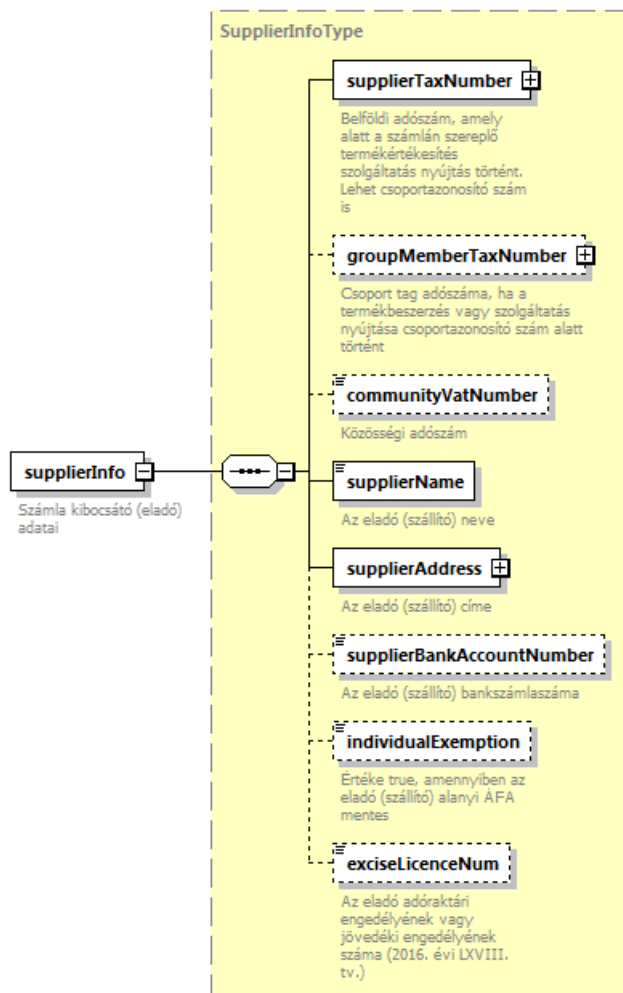 SupplierInfoType
supplierTaxNumber
Belföldi adószám, amely
alatt a számlán szereplő
termékértékesítés
szolgáltatás nyújtás történt.
Lehet csoportazonosító szám
is
groupMemberTaxNumber
Csoport tag adószáma, ha a
termékbeszerzés vagy szolgáltatás
nyújtása csoportazonosító szám alatt
történt
communityVatNumber
Közösségi adószám
supplierInfo
Számla kibocsátó (eladó)
adatai
supplierName
Az eladó (szállító) neve
supplierAddress
Az eladó (szállító) címe
supplierBankAccountNumber
Az eladó (szállító) bankszámlaszáma
individualExemption
Értéke true, amennyiben az
eladó (szállító) alanyi ÁFA
mentes
exciseLicenceNum
Az eladó adóraktári
engedélyének vagy
jövedéki engedélyének
száma (2016. évi LXVIII.
tv.)